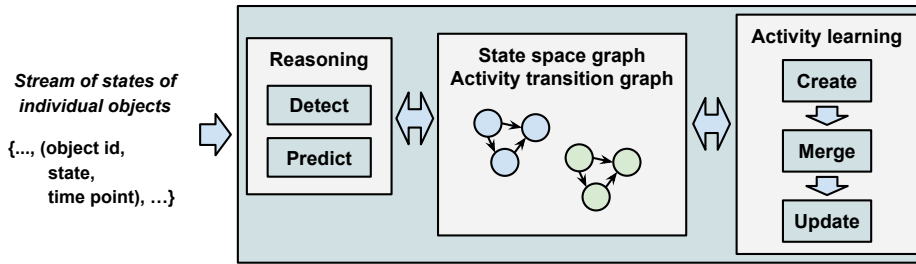 Stream of states of
individual objects
{..., (object id,
state,
time point), ...}
Reasoning
Detect
Predict
State space graph
Activity transition graph
Activity learning
Create
Merge
Update